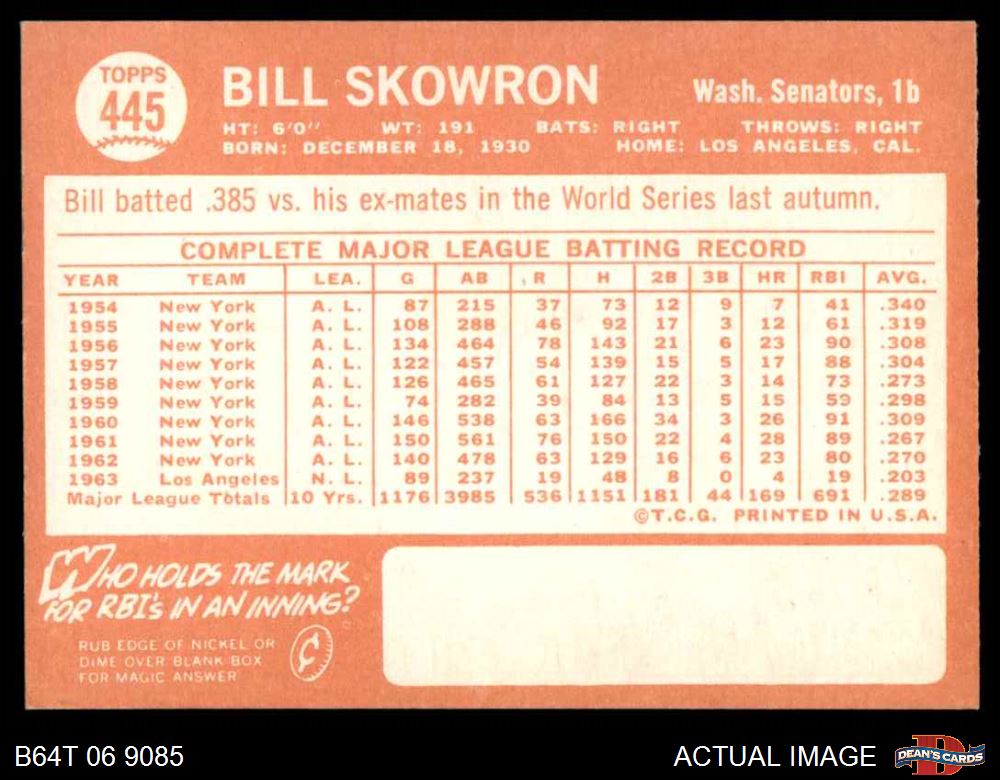 TOPPS
445
BILL SKOWRON
Wash. Senators, 1b
HT: 6'0" WT: 191 BATS: RIGHT THROWS: RIGHT
BORN: DECEMBER 18, 1930 HOME: LOS ANGELES, CAL.
Bill batted .385 vs. his ex-mates in the World Series last autumn.
COMPLETE MAJOR LEAGUE BATTING RECORD
YEAR TEAM LEA. G AB R H 2B 3B HR RBI AVG.
1954 New York A. L. 87 215 37 73 12 9 7 41 .340
1955 New York A. L. 108 288 46 92 17 3 12 61 .319
1956 New York A. L. 134 464 78 143 21 6 23 90 .308
1957 New York A. L. 122 457 54 139 15 5 17 88 .304
1958 New York A. L. 126 465 61 127 22 3 14 73 .273
1959 New York A. L. 74 282 39 84 13 5 15 59 .298
1960 New York A. L. 146 538 63 166 34 3 26 91 .309
1961 New York A. L. 150 561 76 150 22 4 28 89 .267
1962 New York A. L. 140 478 63 129 16 6 23 80 .270
1963 Los Angeles N. L. 89 237 19 48 8 0 4 19 .203
Major League Totals 10 Yrs. 1176 3985 536 1151 181 44 169 691 .289
©T.C.G. PRINTED IN U.S.A.
WHO HOLDS THE MARK
FOR RBI's IN AN INNING?
RUB EDGE OF NICKEL OR
DIME OVER BLANK BOX
FOR MAGIC ANSWER
¢
B64T 06 9085
ACTUAL IMAGE
D
DEAN'S CARDS